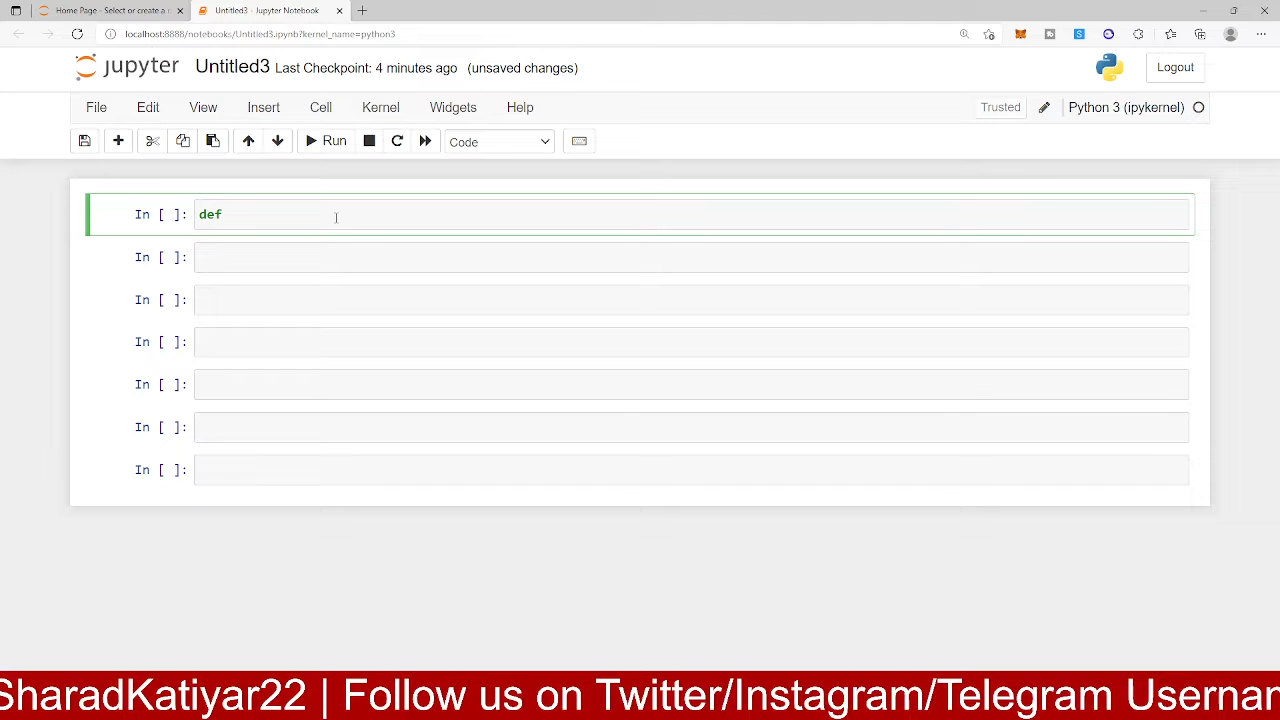 Home Page - Select or create a n
Untitled3 - Jupyter Notebook
localhost:8888/notebooks/Untitled3.ipynb?kernel_name=python3
jupyter Untitled3 Last Checkpoint: 4 minutes ago (unsaved changes) Logout
File Edit View Insert Cell Kernel Widgets Help Trusted Python 3 (ipykernel)
Run Code
In [ ]: def
In [ ]:
In [ ]:
In [ ]:
In [ ]:
In [ ]:
In [ ]:
SharadKatiyar22 | Follow us on Twitter/Instagram/Telegram Usernam